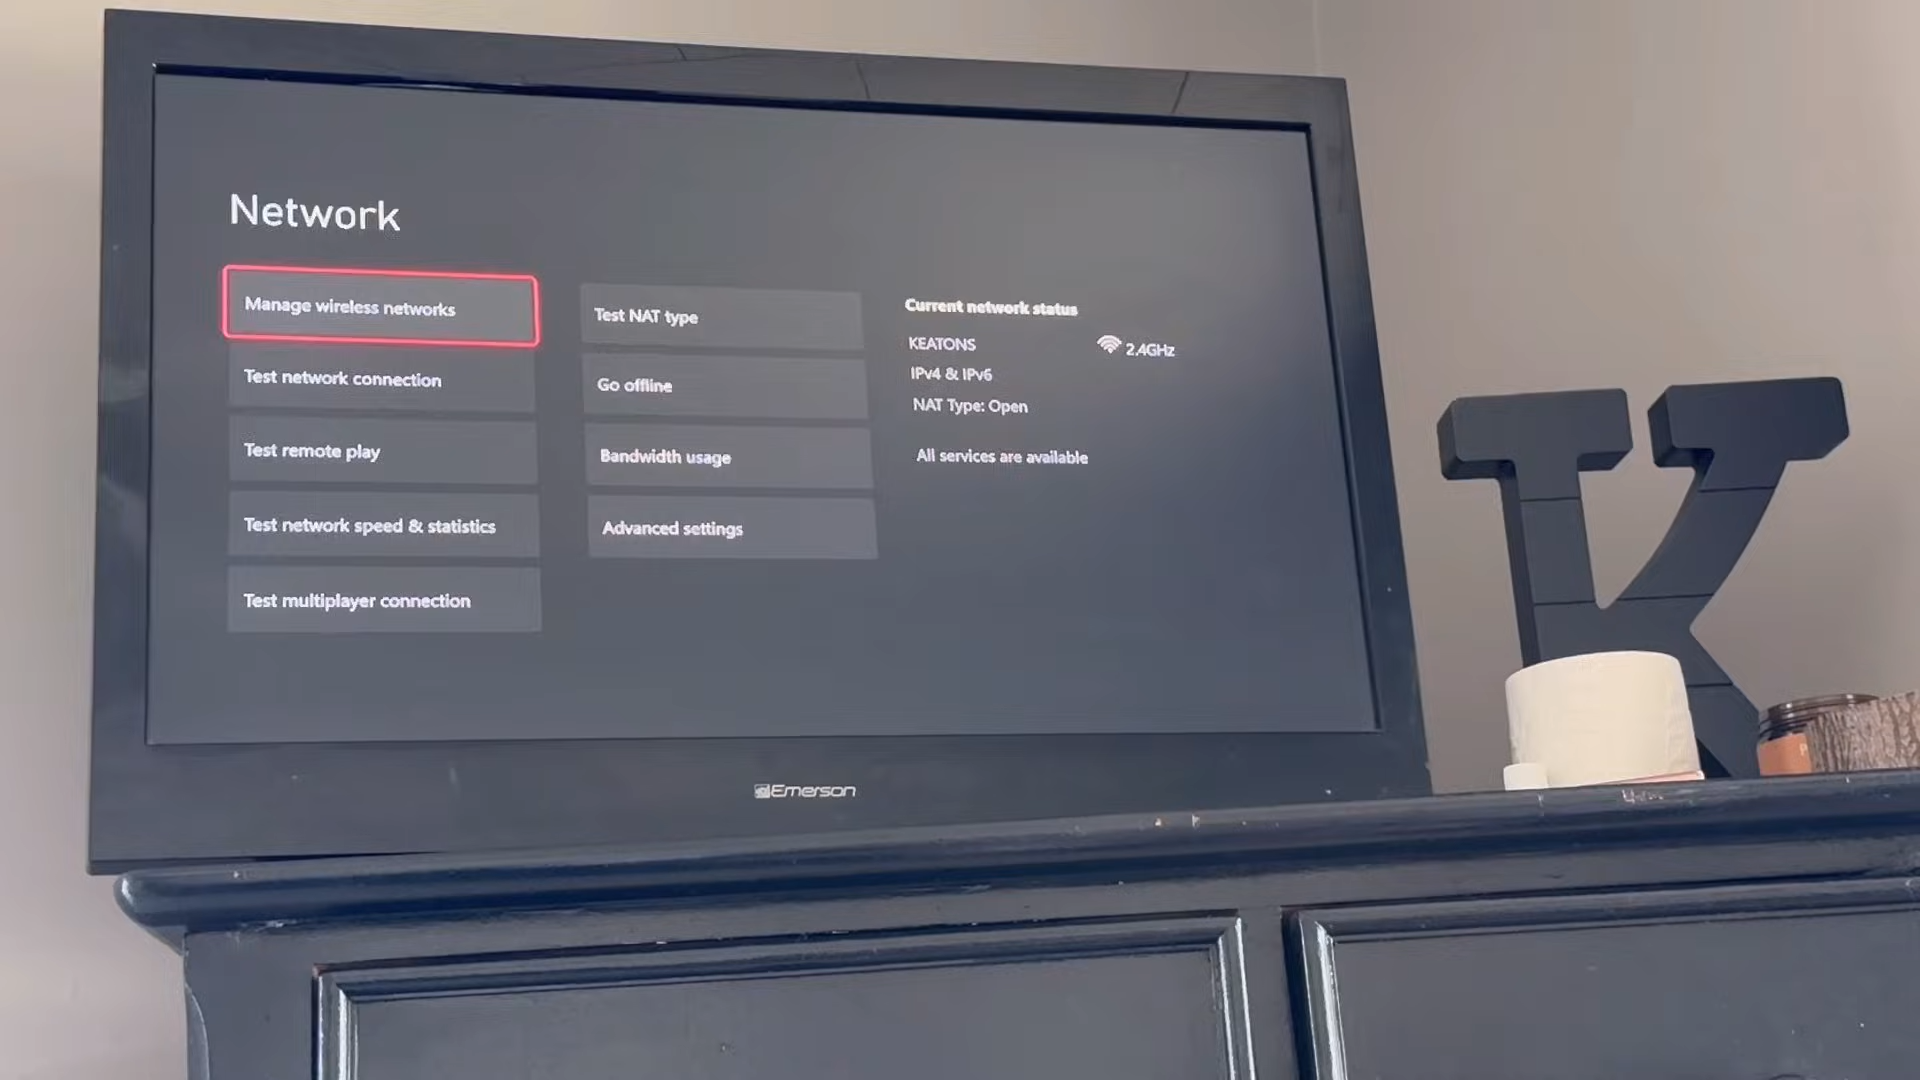 Network
Manage wireless networks
Test network connection
Test remote play
Test network speed & statistics
Test multiplayer connection
Test NAT type
Go offline
Bandwidth usage
Advanced settings
Current network status
KEATONS
2.4GHz
IPv4 & IPv6
NAT Type: Open
All services are available
Emerson
K